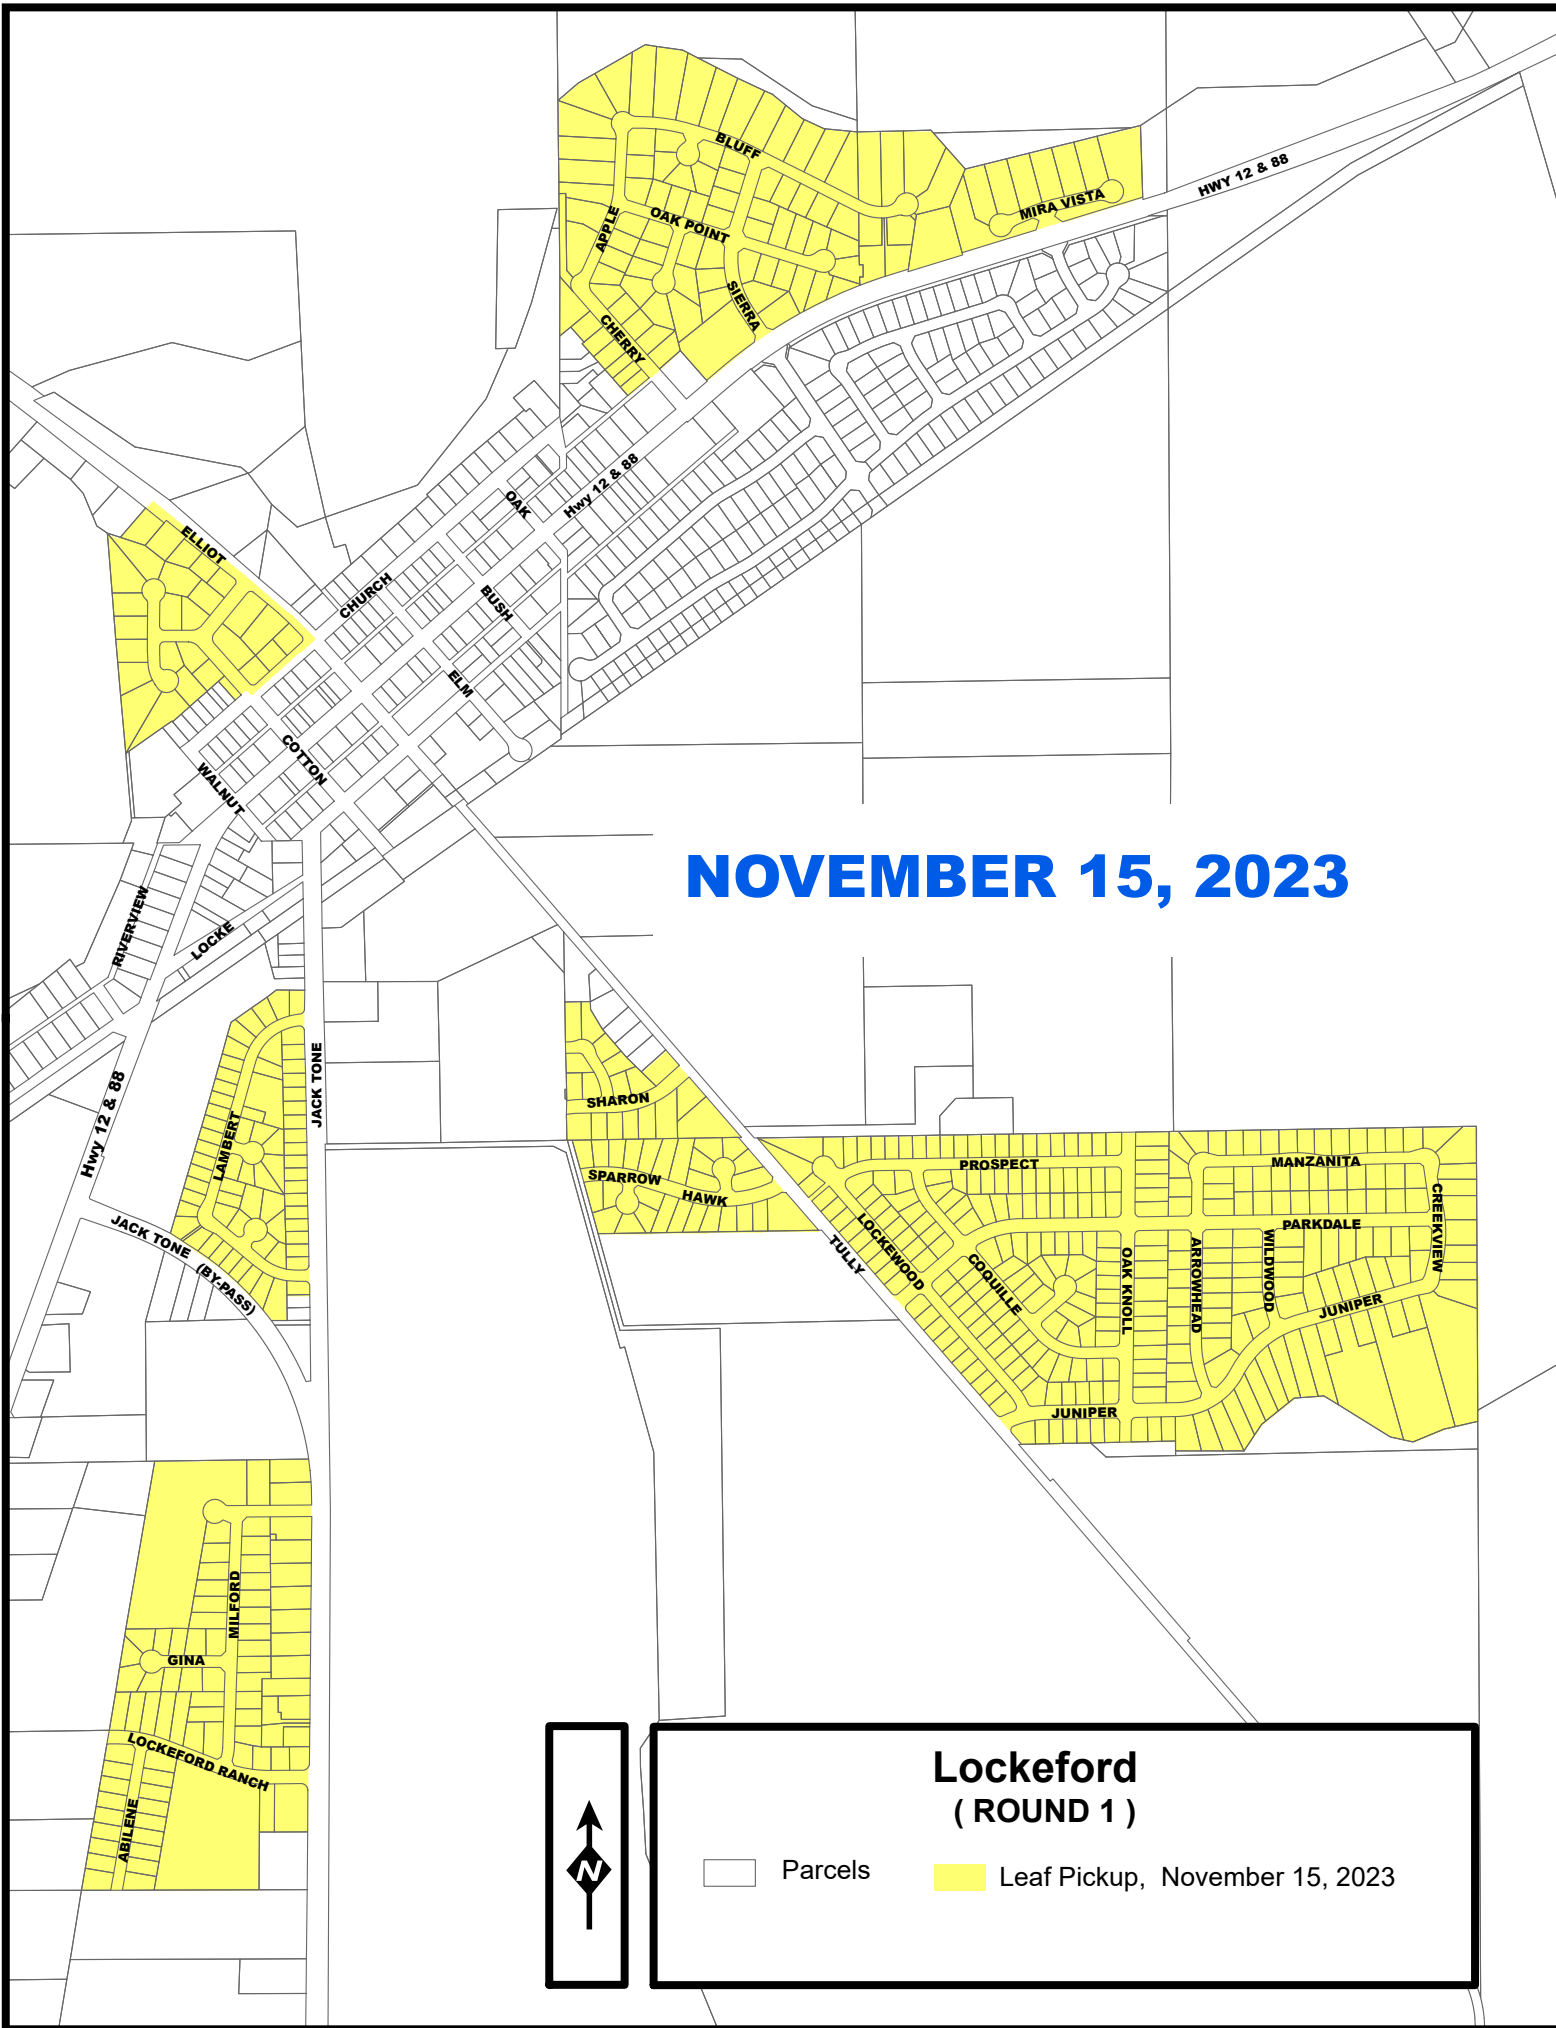 BLUFF
MIRA VISTA
HWY 12 & 88
APPLE
OAK POINT
SIERRA
CHERRY
Hwy 12 & 88
OAK
ELLIOT
CHURCH
BUSH
ELM
COTTON
WALNUT
NOVEMBER 15, 2023
RIVERVIEW
LOCKE
JACK TONE
Hwy 12 & 88
LAMBERT
SHARON
SPARROW
HAWK
PROSPECT
MANZANITA
CREEKVIEW
PARKDALE
JACK TONE
(BY-PASS)
TULLY
LOCKEWOOD
COQUILLE
OAK KNOLL
ARROWHEAD
WILDWOOD
JUNIPER
JUNIPER
MILFORD
GINA
LOCKEFORD RANCH
ABILENE
N
Lockeford
( ROUND 1 )
Parcels
Leaf Pickup, November 15, 2023